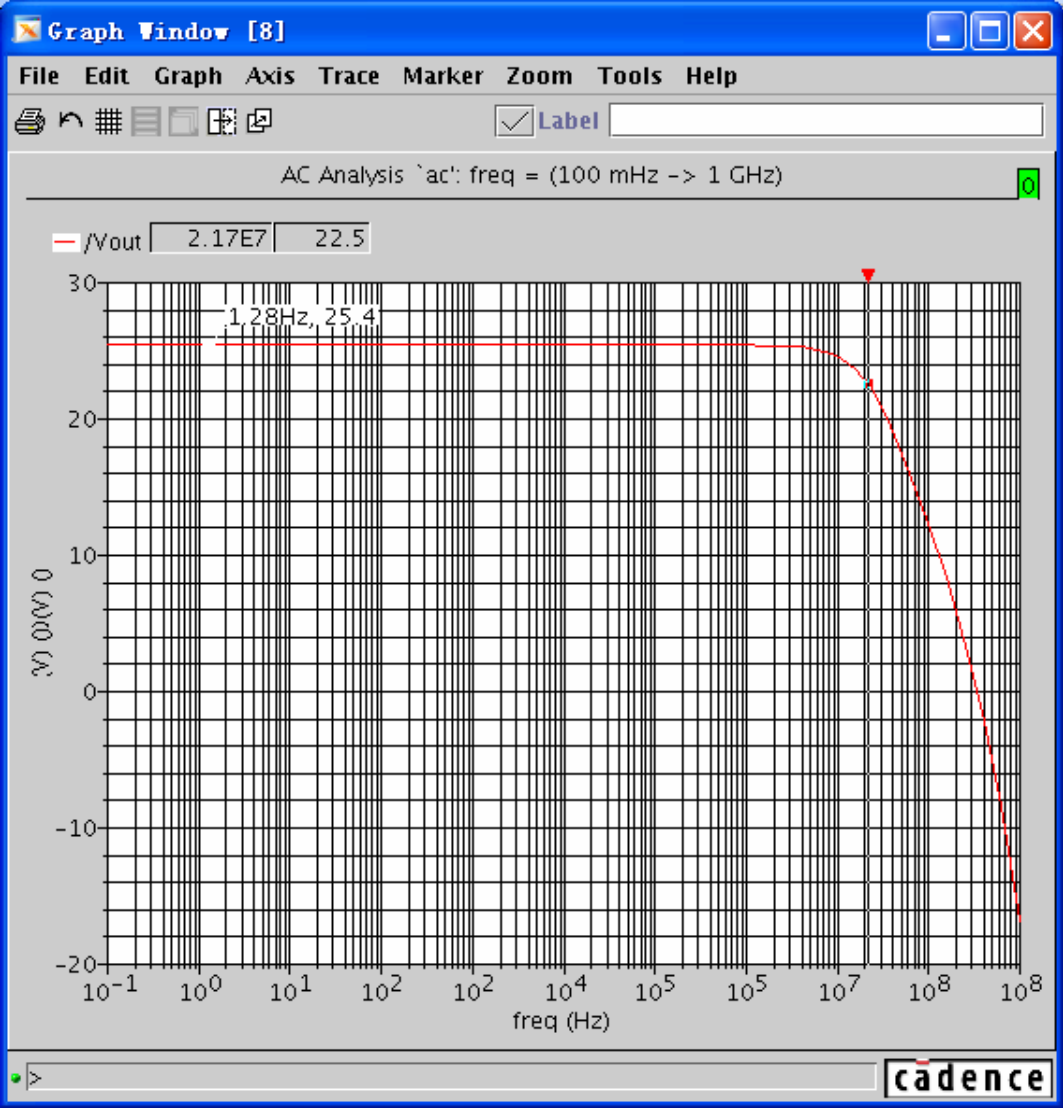 Graph Window [8]
File Edit Graph Axis Trace Marker Zoom Tools Help
Label
AC Analysis `ac': freq = (100 mHz -> 1 GHz)
0
/Vout 2.17E7 22.5
30
1.28Hz, 25.4
20
10
0
-10
-20
10-1 100 101 102 102 104 105 105 107 108 108
freq (Hz)
>
cadence